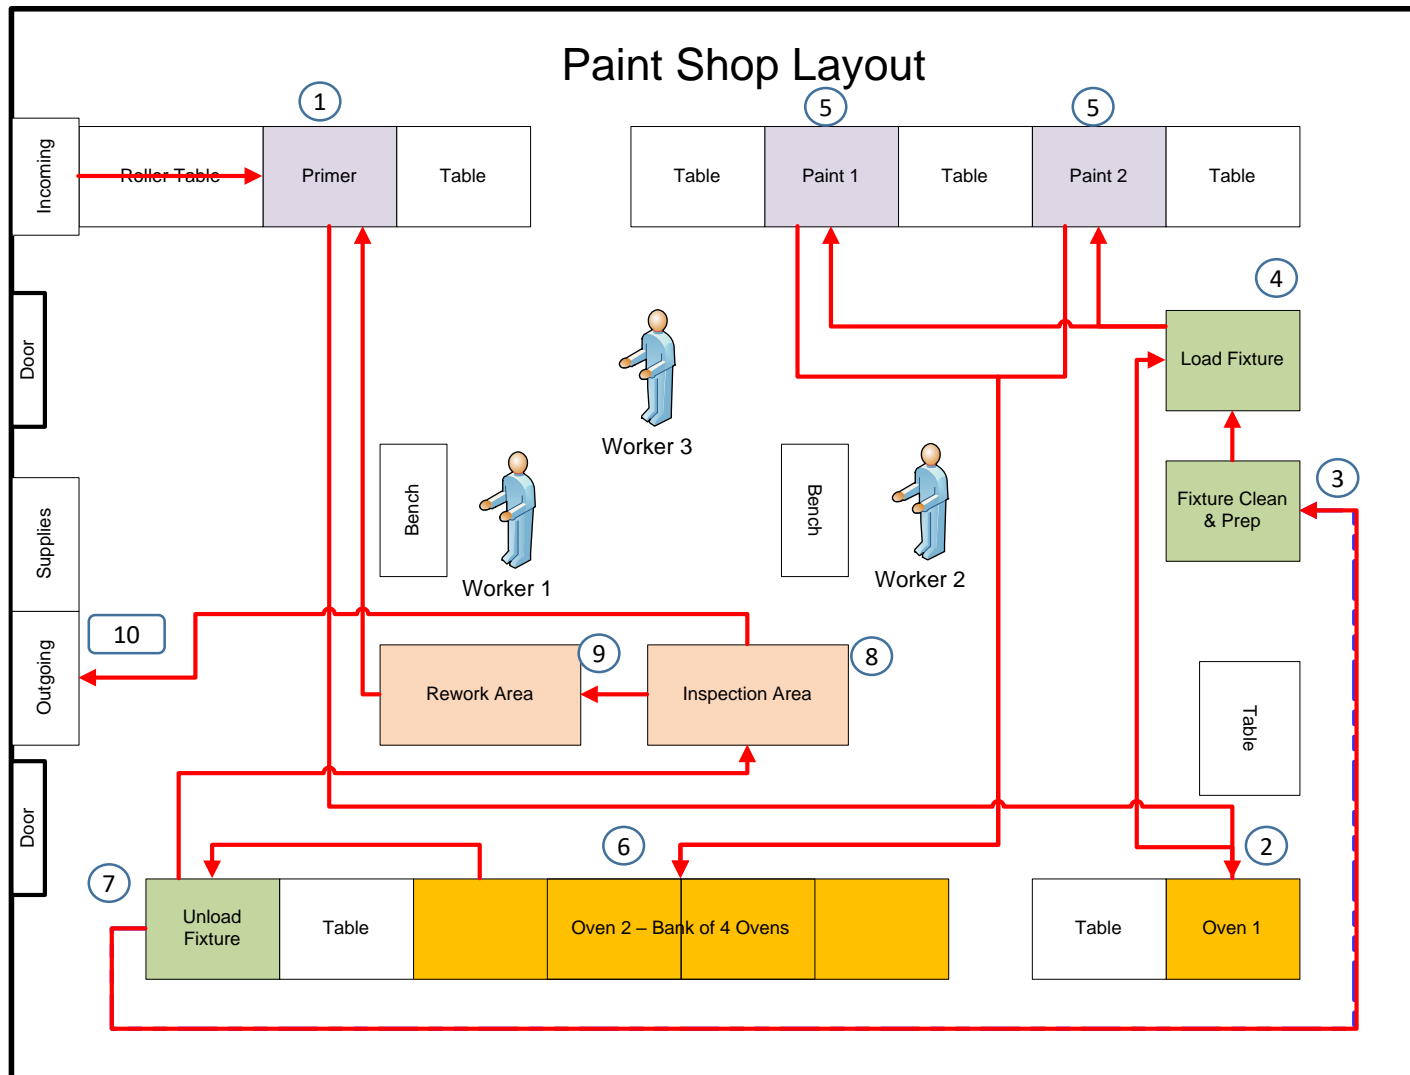 Paint Shop Layout
1
5
5
Incoming
Roller Table
Primer
Table
Table
Paint 1
Table
Paint 2
Table
4
Door
Load Fixture
Worker 3
Bench
Bench
3
Fixture Clean
& Prep
Supplies
Worker 1
Worker 2
10
9
8
Outgoing
Rework Area
Inspection Area
Table
Door
6
2
7
Unload
Fixture
Table
Oven 2 – Bank of 4 Ovens
Table
Oven 1